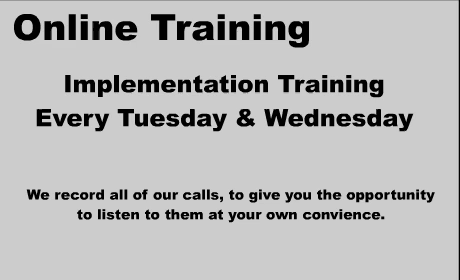 Online Training
Implementation Training
Every Tuesday & Wednesday
We record all of our calls, to give you the opportunity
to listen to them at your own convience.